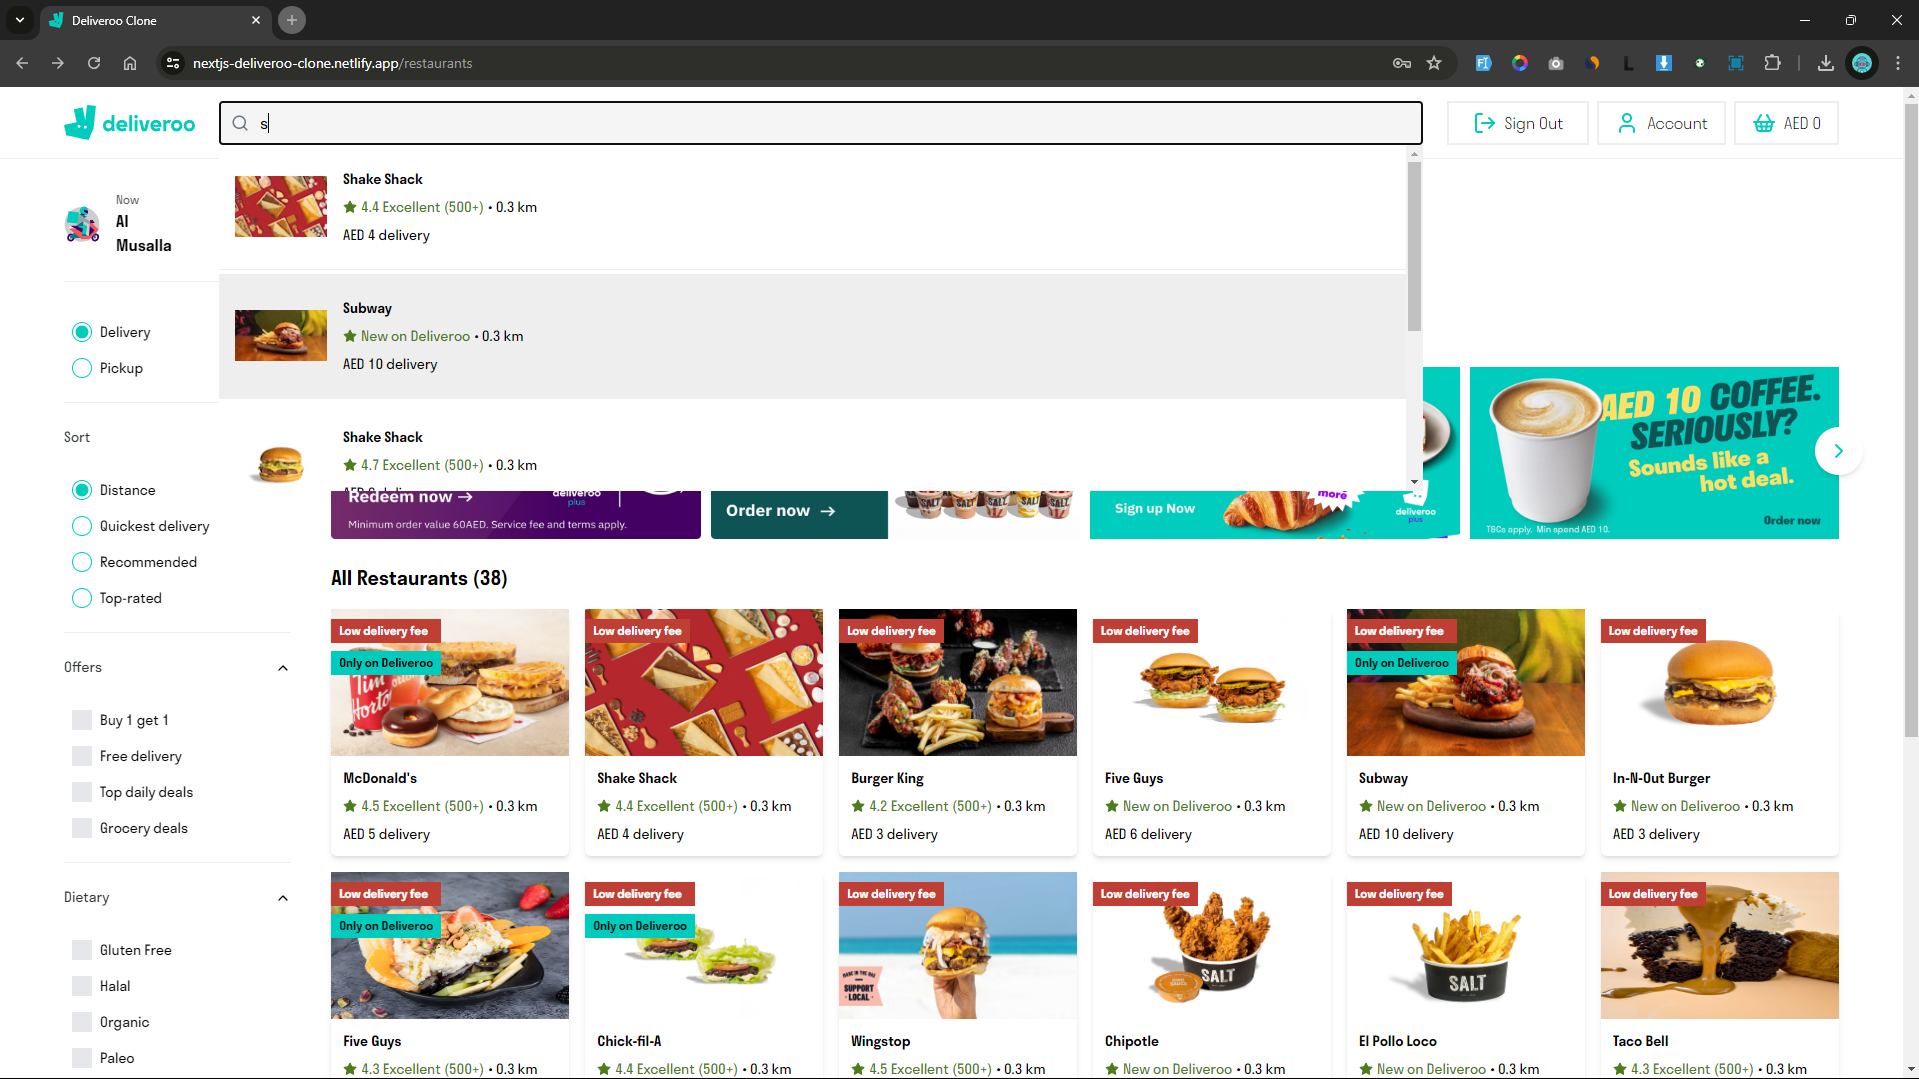 Deliveroo Clone
nextjs-deliveroo-clone.netlify.app/restaurants
deliveroo
s
Sign Out
Account
AED 0
Now
Al
Musalla
Delivery
Pickup
Sort
Distance
Quickest delivery
Recommended
Top-rated
Offers
Buy 1 get 1
Free delivery
Top daily deals
Grocery deals
Dietary
Gluten Free
Halal
Organic
Paleo
Shake Shack
4.4 Excellent (500+) • 0.3 km
AED 4 delivery
Subway
New on Deliveroo • 0.3 km
AED 10 delivery
Shake Shack
4.7 Excellent (500+) • 0.3 km
Redeem now →
deliveroo
plus
Minimum order value 60AED. Service fee and terms apply.
Order now →
SALT SALT SALT SALT
Sign up Now
more
deliveroo
plus
AED 10 COFFEE.
SERIOUSLY?
Sounds like a
hot deal.
T&Cs apply. Min spend AED 10.
Order now
All Restaurants (38)
Low delivery fee
Only on Deliveroo
McDonald's
4.5 Excellent (500+) • 0.3 km
AED 5 delivery
Low delivery fee
Shake Shack
4.4 Excellent (500+) • 0.3 km
AED 4 delivery
Low delivery fee
Burger King
4.2 Excellent (500+) • 0.3 km
AED 3 delivery
Low delivery fee
Five Guys
New on Deliveroo • 0.3 km
AED 6 delivery
Low delivery fee
Only on Deliveroo
Subway
New on Deliveroo • 0.3 km
AED 10 delivery
Low delivery fee
In-N-Out Burger
New on Deliveroo • 0.3 km
AED 3 delivery
Low delivery fee
Only on Deliveroo
Five Guys
4.3 Excellent (500+) • 0.3 km
Low delivery fee
Only on Deliveroo
Chick-fil-A
4.4 Excellent (500+) • 0.3 km
Low delivery fee
MADE IN THE UAE
SUPPORT
LOCAL
Wingstop
4.5 Excellent (500+) • 0.3 km
Low delivery fee
SALT
Chipotle
New on Deliveroo • 0.3 km
Low delivery fee
SALT
El Pollo Loco
New on Deliveroo • 0.3 km
Low delivery fee
Taco Bell
4.3 Excellent (500+) • 0.3 km